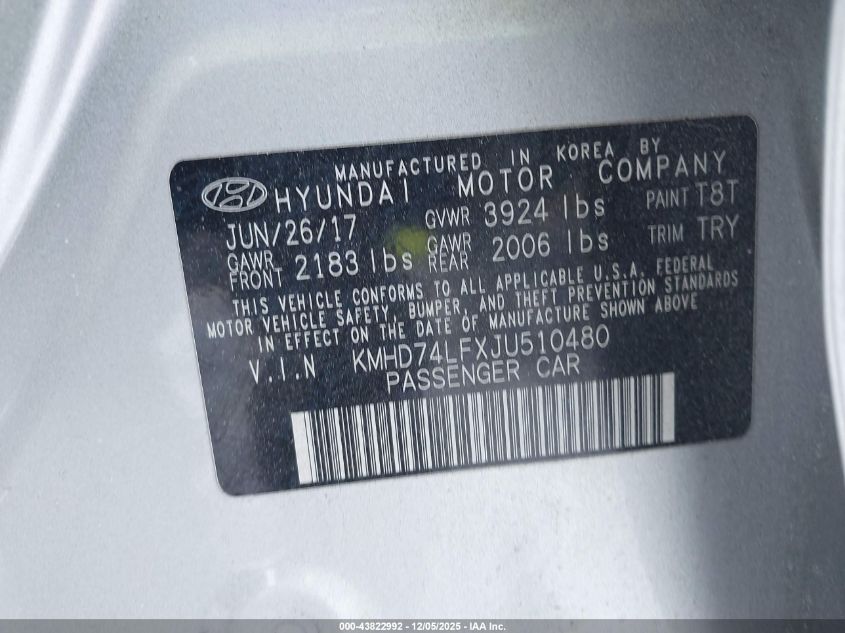 MANUFACTURED IN KOREA BY
HYUNDAI MOTOR COMPANY
JUN/26/17 GVWR 3924 lbs PAINT T8T
GAWR FRONT 2183 lbs GAWR REAR 2006 lbs TRIM TRY
THIS VEHICLE CONFORMS TO ALL APPLICABLE U.S.A. FEDERAL
MOTOR VEHICLE SAFETY, BUMPER, AND THEFT PREVENTION STANDARDS
IN EFFECT ON THE DATE OF MANUFACTURE SHOWN ABOVE
V.I.N KMHD74LFXJU510480
PASSENGER CAR
000-43822992 - 12/05/2025 - IAA Inc.